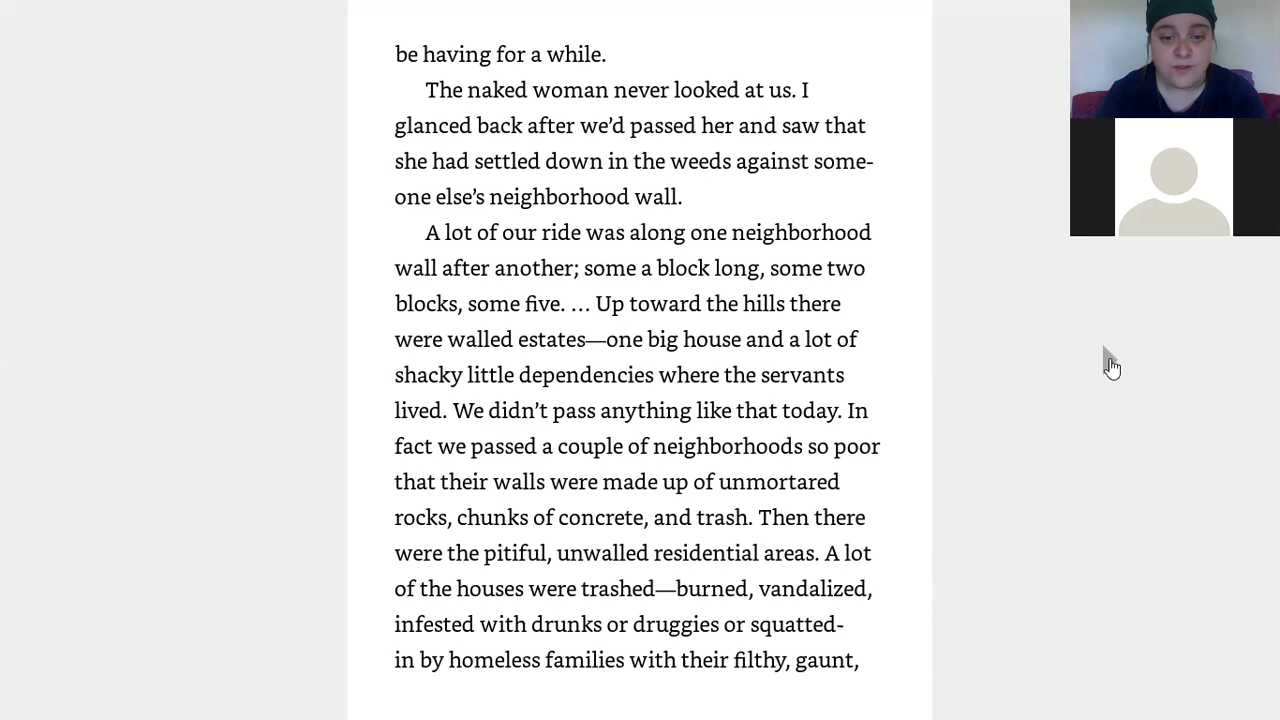 be having for a while.
The naked woman never looked at us. I
glanced back after we’d passed her and saw that
she had settled down in the weeds against some-
one else’s neighborhood wall.
A lot of our ride was along one neighborhood
wall after another; some a block long, some two
blocks, some five. … Up toward the hills there
were walled estates—one big house and a lot of
shacky little dependencies where the servants
lived. We didn’t pass anything like that today. In
fact we passed a couple of neighborhoods so poor
that their walls were made up of unmortared
rocks, chunks of concrete, and trash. Then there
were the pitiful, unwalled residential areas. A lot
of the houses were trashed—burned, vandalized,
infested with drunks or druggies or squatted-
in by homeless families with their filthy, gaunt,